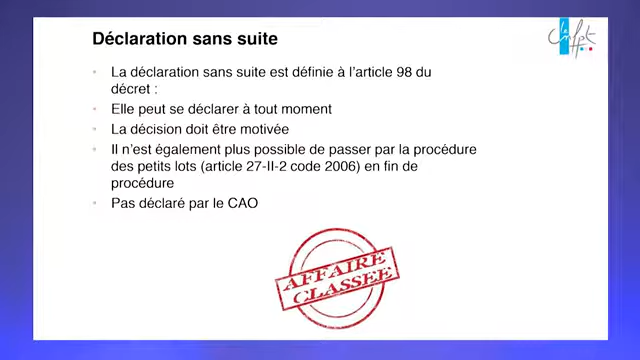 Déclaration sans suite
le cnfpt
La déclaration sans suite est définie à l'article 98 du
décret :
Elle peut se déclarer à tout moment
La décision doit être motivée
Il n'est également plus possible de passer par la procédure
des petits lots (article 27-II-2 code 2006) en fin de
procédure
Pas déclaré par le CAO
AFFAIRE
CLASSEE